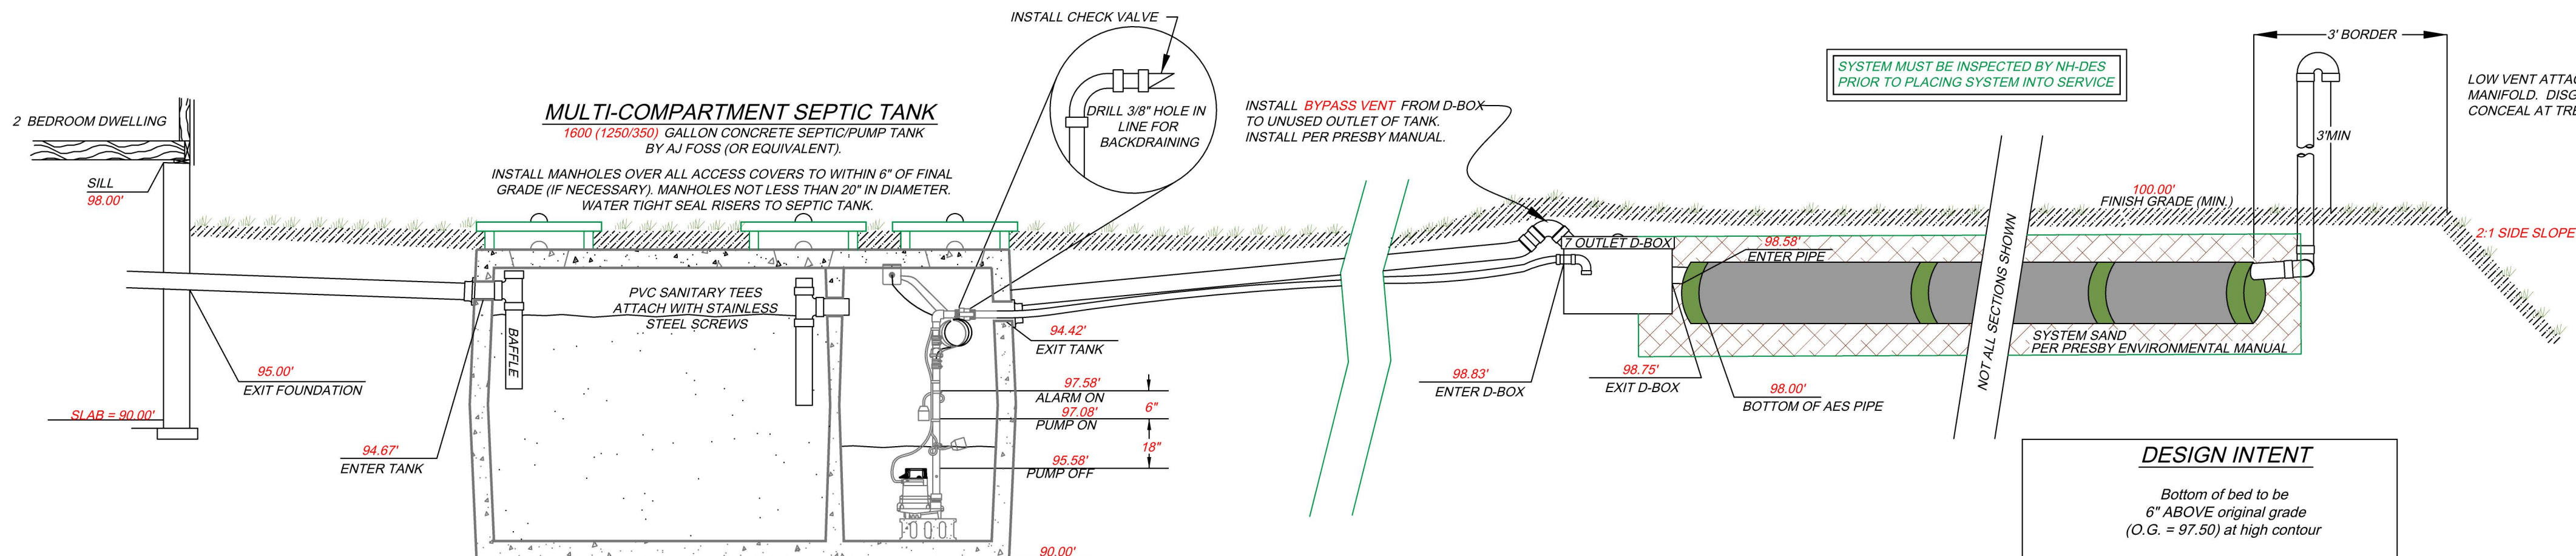 INSTALL CHECK VALVE
DRILL 3/8" HOLE IN
LINE FOR
BACKDRAINING
2 BEDROOM DWELLING
SILL
98.00'
MULTI-COMPARTMENT SEPTIC TANK
1600 (1250/350) GALLON CONCRETE SEPTIC/PUMP TANK
BY AJ FOSS (OR EQUIVALENT).
INSTALL MANHOLES OVER ALL ACCESS COVERS TO WITHIN 6" OF FINAL
GRADE (IF NECESSARY). MANHOLES NOT LESS THAN 20" IN DIAMETER.
WATER TIGHT SEAL RISERS TO SEPTIC TANK.
INSTALL BYPASS VENT FROM D-BOX
TO UNUSED OUTLET OF TANK.
INSTALL PER PRESBY MANUAL.
SYSTEM MUST BE INSPECTED BY NH-DES
PRIOR TO PLACING SYSTEM INTO SERVICE
3' BORDER
3'MIN
LOW VENT ATTAC
MANIFOLD. DISG
CONCEAL AT TRE
100.00'
FINISH GRADE (MIN.)
2:1 SIDE SLOPE
7 OUTLET D-BOX
98.58'
ENTER PIPE
PVC SANITARY TEES
ATTACH WITH STAINLESS
STEEL SCREWS
BAFFLE
94.42'
EXIT TANK
95.00'
EXIT FOUNDATION
SLAB = 90.00'
94.67'
ENTER TANK
97.58'
ALARM ON
6"
97.08'
PUMP ON
18"
95.58'
PUMP OFF
90.00'
98.83'
ENTER D-BOX
98.75'
EXIT D-BOX
98.00'
BOTTOM OF AES PIPE
NOT ALL SECTIONS SHOWN
SYSTEM SAND
PER PRESBY ENVIRONMENTAL MANUAL
DESIGN INTENT
Bottom of bed to be
6" ABOVE original grade
(O.G. = 97.50) at high contour